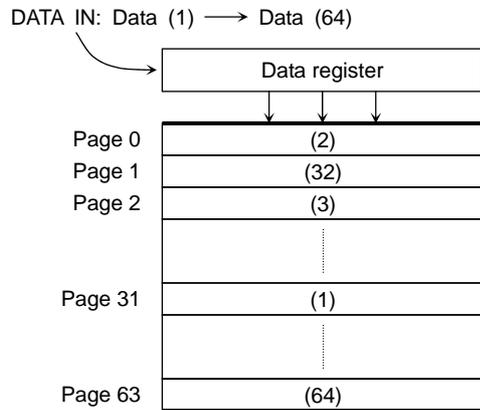 DATA IN: Data (1) → Data (64)
Data register
Page 0 (2)
Page 1 (32)
Page 2 (3)
Page 31 (1)
Page 63 (64)